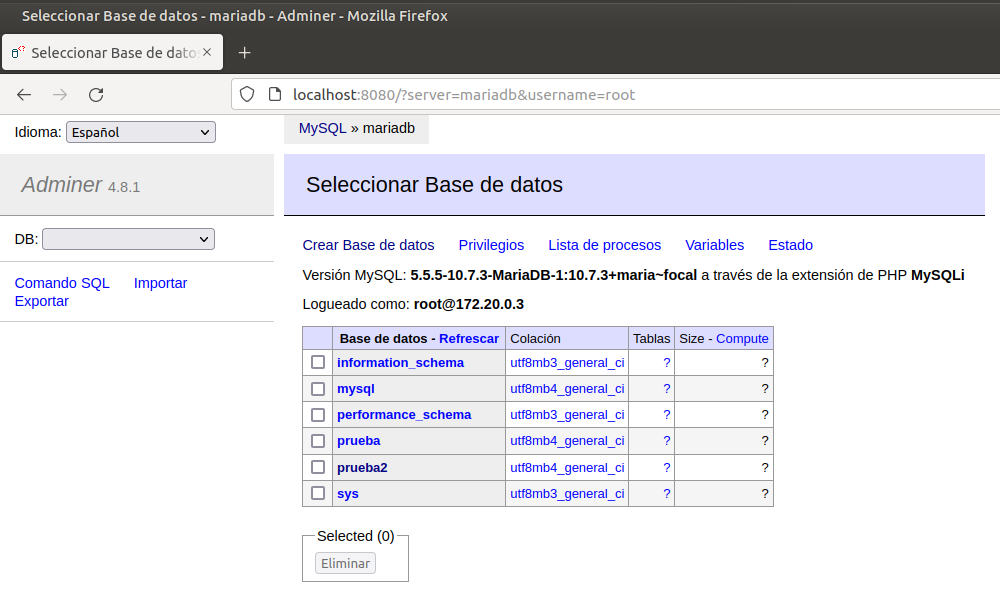 Seleccionar Base de datos - mariadb - Adminer - Mozilla Firefox
Seleccionar Base de dato
localhost:8080/?server=mariadb&username=root
Idioma: Español
MySQL » mariadb
Adminer 4.8.1
Seleccionar Base de datos
DB:
Crear Base de datos Privilegios Lista de procesos Variables Estado
Comando SQL Importar
Exportar
Versión MySQL: 5.5.5-10.7.3-MariaDB-1:10.7.3+maria~focal a través de la extensión de PHP MySQLi
Logueado como: root@172.20.0.3
Base de datos - Refrescar Colación Tablas Size - Compute
information_schema utf8mb3_general_ci ? ?
mysql utf8mb4_general_ci ? ?
performance_schema utf8mb3_general_ci ? ?
prueba utf8mb4_general_ci ? ?
prueba2 utf8mb4_general_ci ? ?
sys utf8mb3_general_ci ? ?
Selected (0)
Eliminar